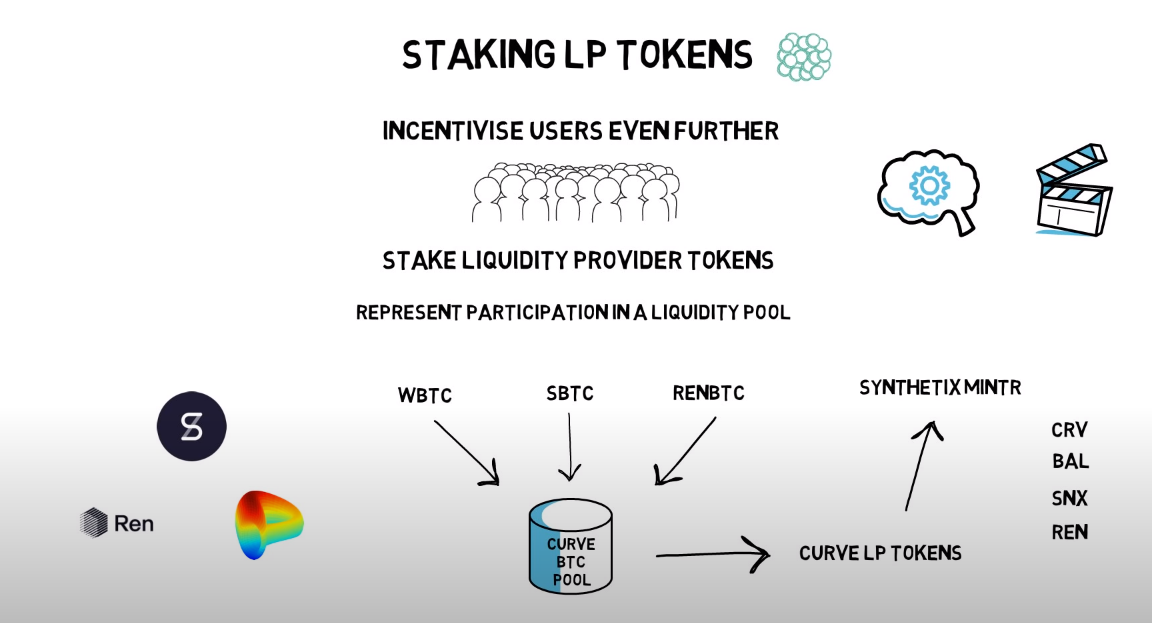 STAKING LP TOKENS
INCENTIVISE USERS EVEN FURTHER
STAKE LIQUIDITY PROVIDER TOKENS
REPRESENT PARTICIPATION IN A LIQUIDITY POOL
WBTC
SBTC
RENBTC
SYNTHETIX MINTR
CRV
BAL
SNX
REN
Ren
CURVE
BTC
POOL
CURVE LP TOKENS